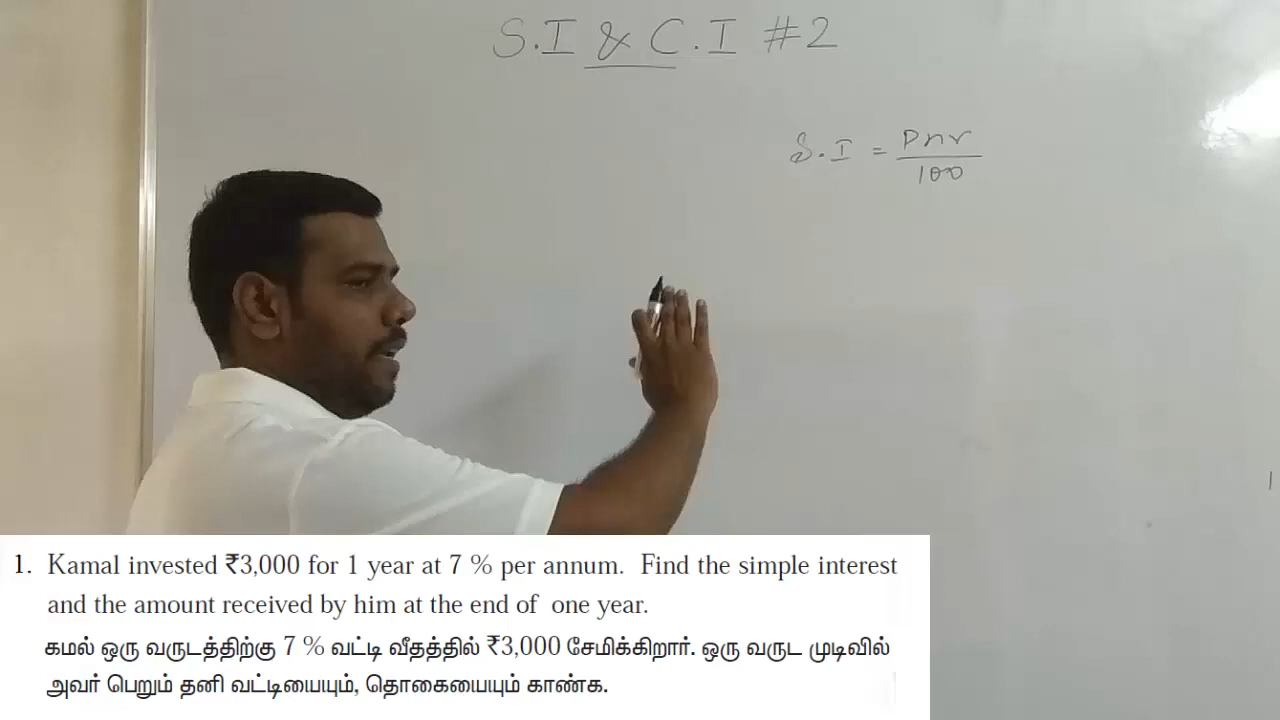 S.I & C.I #2
S.I = Pnr
100
1. Kamal invested ₹3,000 for 1 year at 7 % per annum. Find the simple interest
and the amount received by him at the end of one year.
கமல் ஒரு வருடத்திற்கு 7 % வட்டி வீதத்தில் ₹3,000 சேமிக்கிறார். ஒரு வருட முடிவில்
அவர் பெறும் தனி வட்டியையும், தொகையையும் காண்க.